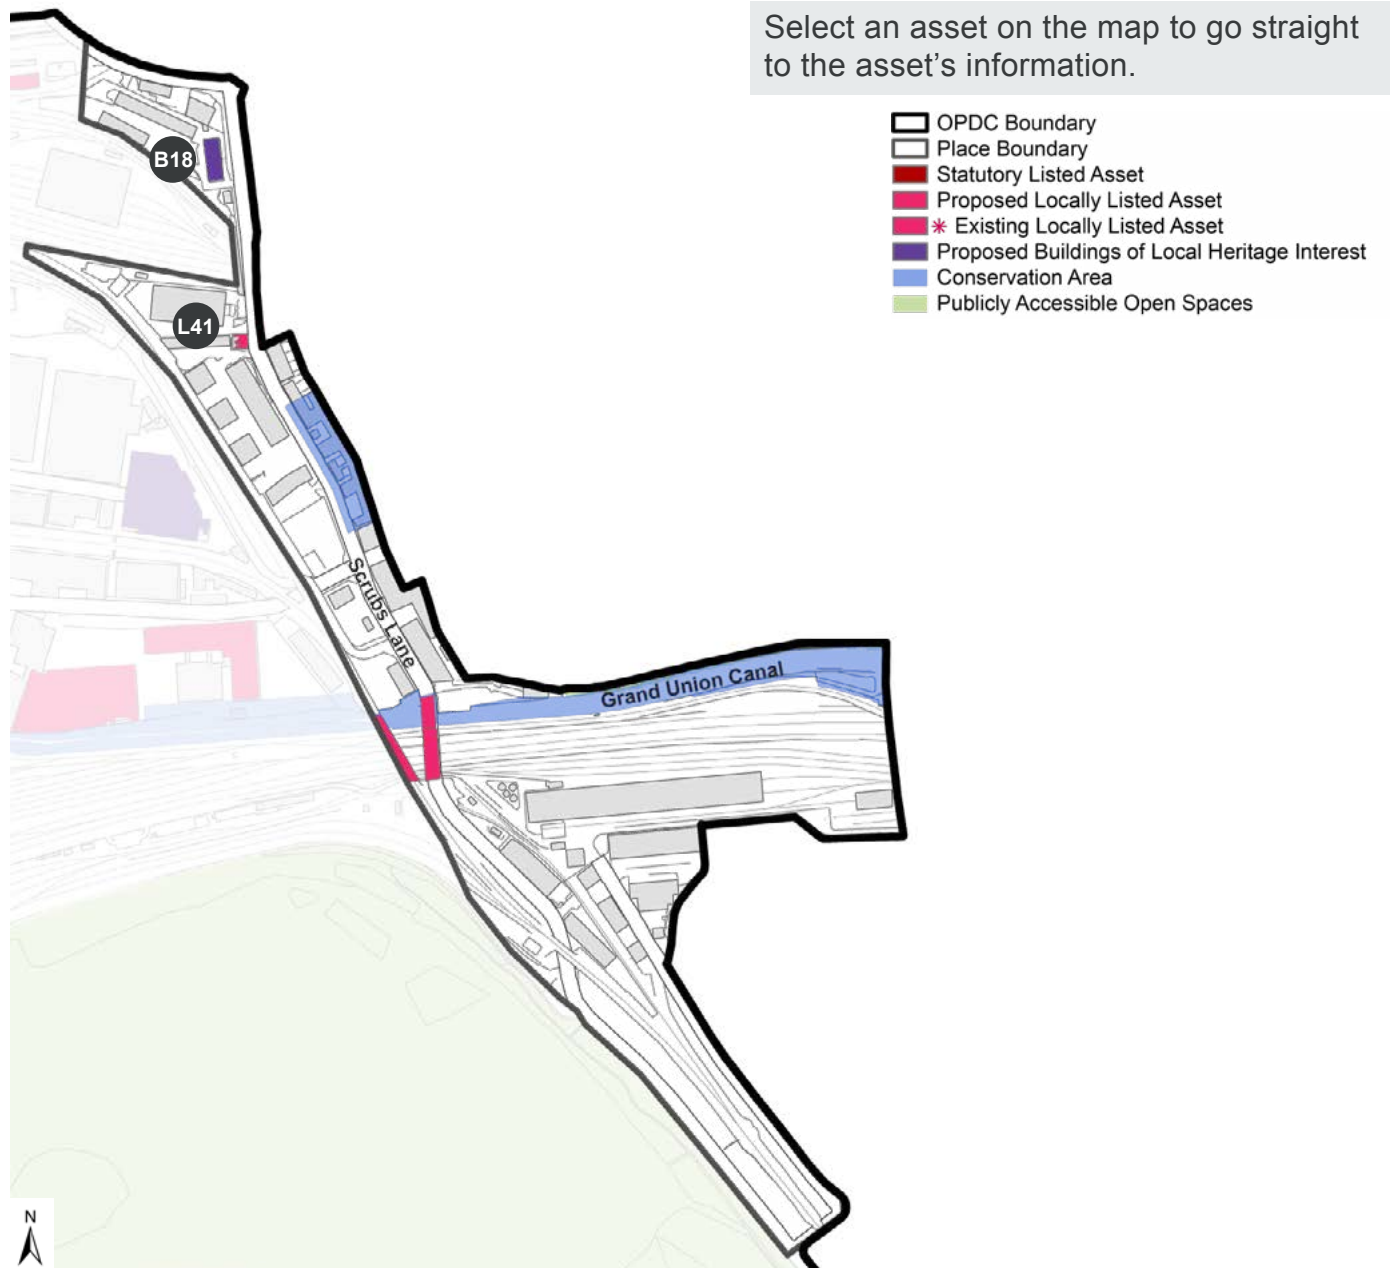 Select an asset on the map to go straight
to the asset's information.
OPDC Boundary
Place Boundary
Statutory Listed Asset
Proposed Locally Listed Asset
* Existing Locally Listed Asset
Proposed Buildings of Local Heritage Interest
Conservation Area
Publicly Accessible Open Spaces
B18
L41
Scrubs Lane
Grand Union Canal
N